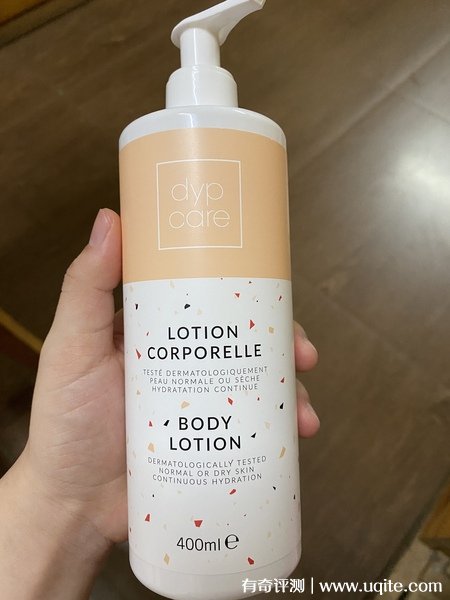 dyp
care
LOTION
CORPORELLE
TESTÉ DERMATOLOGIQUEMENT
PEAU NORMALE OU SÈCHE
HYDRATATION CONTINUE
BODY
LOTION
DERMATOLOGICALLY TESTED
NORMAL OR DRY SKIN
CONTINUOUS HYDRATION
400ml ℮
有奇评测 | www.uqite.com